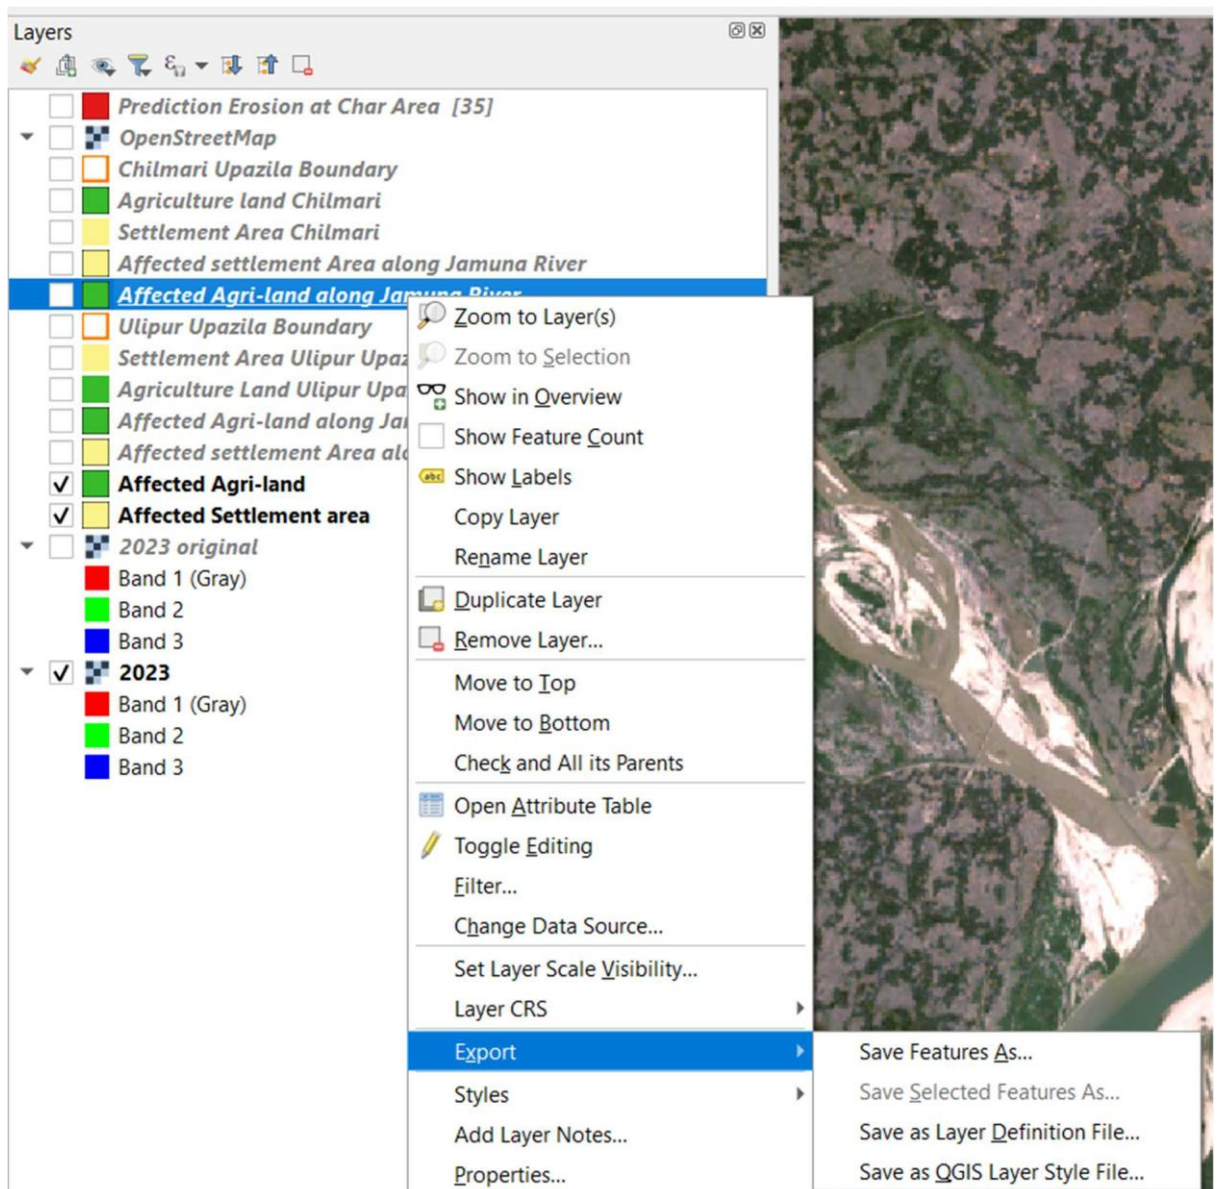 Layers
Prediction Erosion at Char Area [35]
OpenStreetMap
Chilmari Upazila Boundary
Agriculture land Chilmari
Settlement Area Chilmari
Affected settlement Area along Jamuna River
Affected Agri-land along Jamuna River
Ulipur Upazila Boundary
Settlement Area Ulipur Upaz
Agriculture Land Ulipur Upa
Affected Agri-land along Ja
Affected settlement Area al
Affected Agri-land
Affected Settlement area
2023 original
Band 1 (Gray)
Band 2
Band 3
2023
Band 1 (Gray)
Band 2
Band 3
Zoom to Layer(s)
Zoom to Selection
Show in Overview
Show Feature Count
abc Show Labels
Copy Layer
Rename Layer
Duplicate Layer
Remove Layer...
Move to Top
Move to Bottom
Check and All its Parents
Open Attribute Table
Toggle Editing
Filter...
Change Data Source...
Set Layer Scale Visibility...
Layer CRS
Export
Styles
Add Layer Notes...
Properties...
Save Features As...
Save Selected Features As...
Save as Layer Definition File...
Save as QGIS Layer Style File...